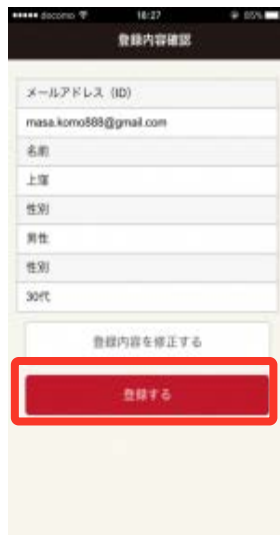 docomo 18:27 85%
登録内容確認
メールアドレス (ID)
masa.komo888@gmail.com
名前
上窪
性別
男性
性別
30代
登録内容を修正する
登録する